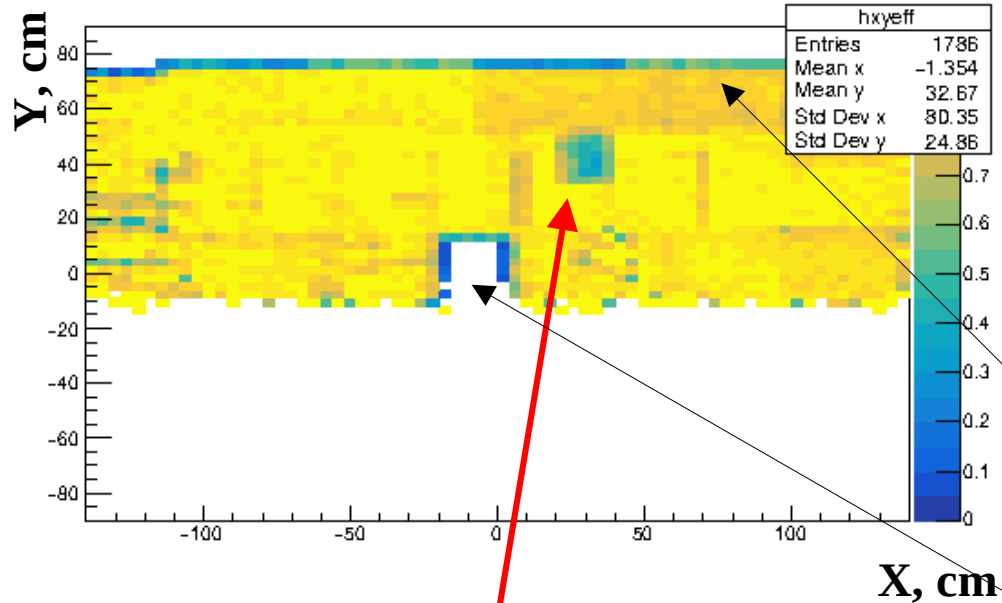 hxyeff
Entries 1786
Mean x −1.354
Mean y 32.67
Std Dev x 80.35
Std Dev y 24.86
Y, cm
80
60
40
20
0
−20
−40
−60
−80
−100
−50
0
50
100
0.7
0.6
0.5
0.4
0.3
0.2
0.1
0
X, cm